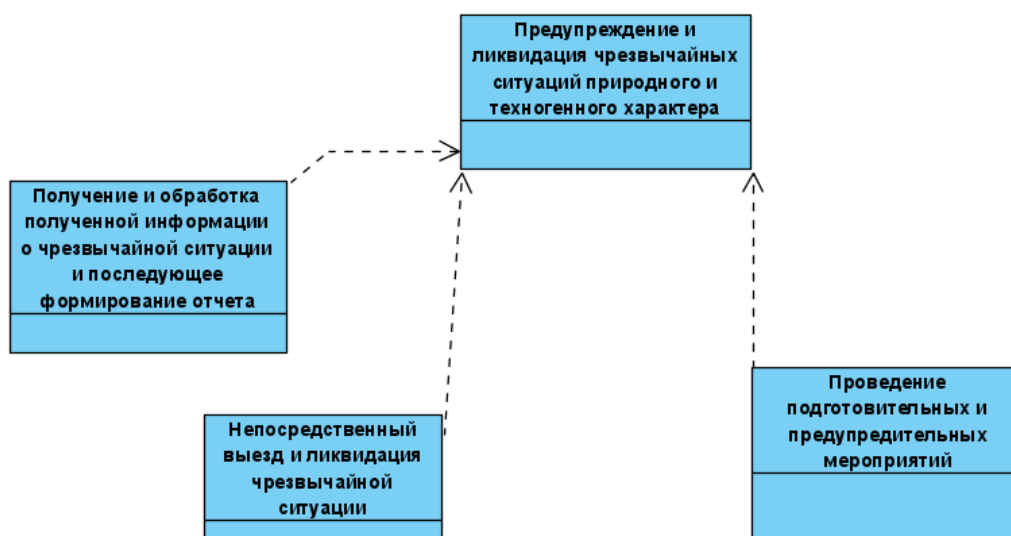 Предупреждение и
ликвидация чрезвычайных
ситуаций природного и
техногенного характера
Получение и обработка
полученной информации
о чрезвычайной ситуации
и последующее
формирование отчета
Непосредственный
выезд и ликвидация
чрезвычайной
ситуации
Проведение
подготовительных и
предупредительных
мероприятий